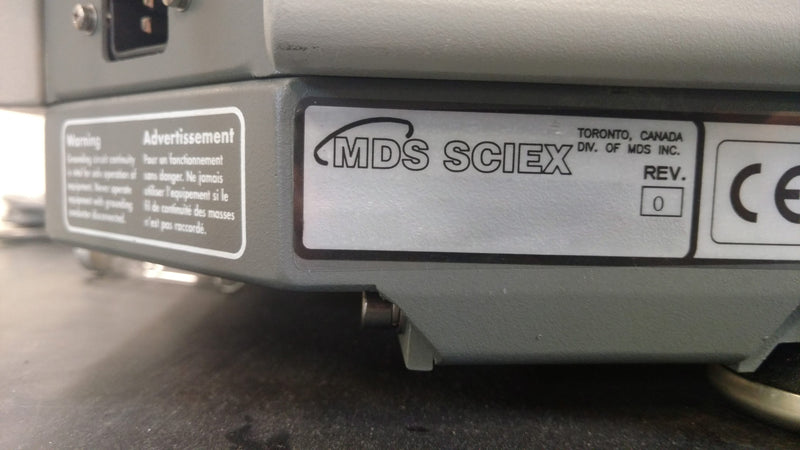 Warning
Grounding circuit continuity
is vital for safe operation of
equipment. Never operate
equipment with grounding
conductor disconnected.
Advertissement
Pour un fonctionnement
sans danger. Ne jamais
utiliser l'equipement si le
fil de continuité des masses
n'est pas raccordé.
MDS SCIEX
TORONTO, CANADA
DIV. OF MDS INC.
REV.
0
CE